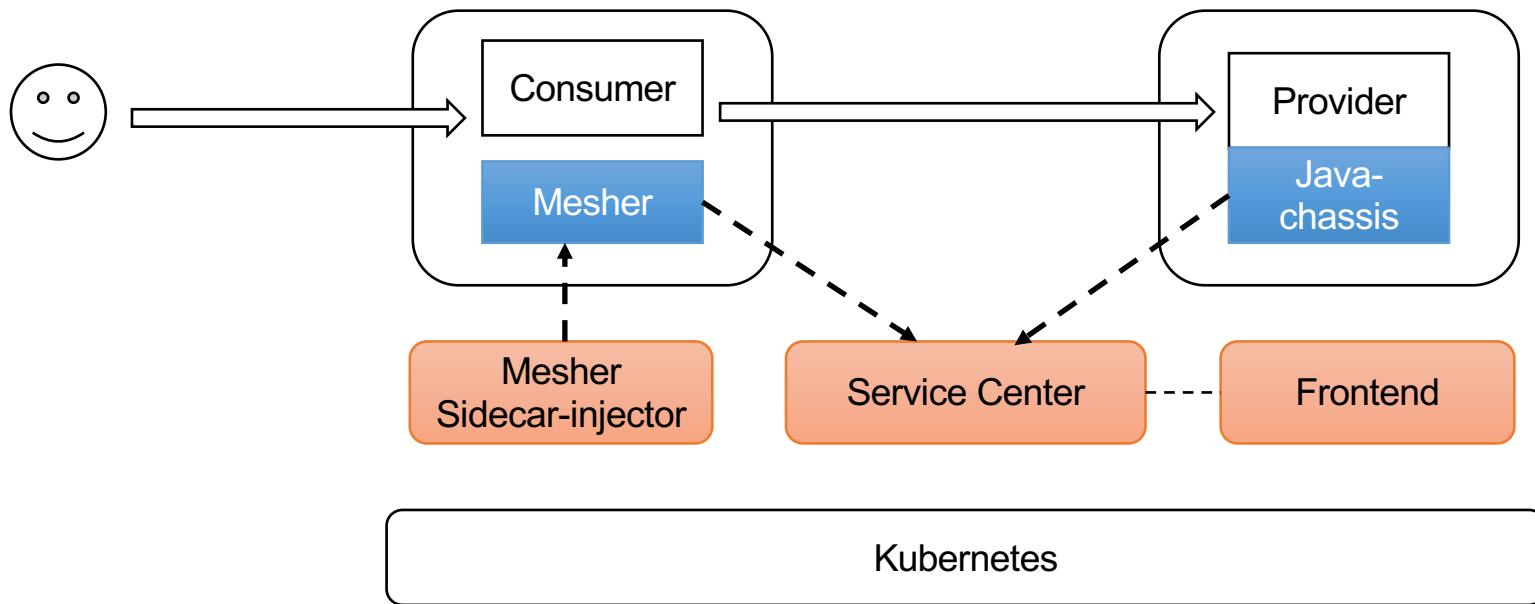 Consumer
Provider
Mesher
Java-
chassis
Mesher
Sidecar-injector
Service Center
Frontend
Kubernetes